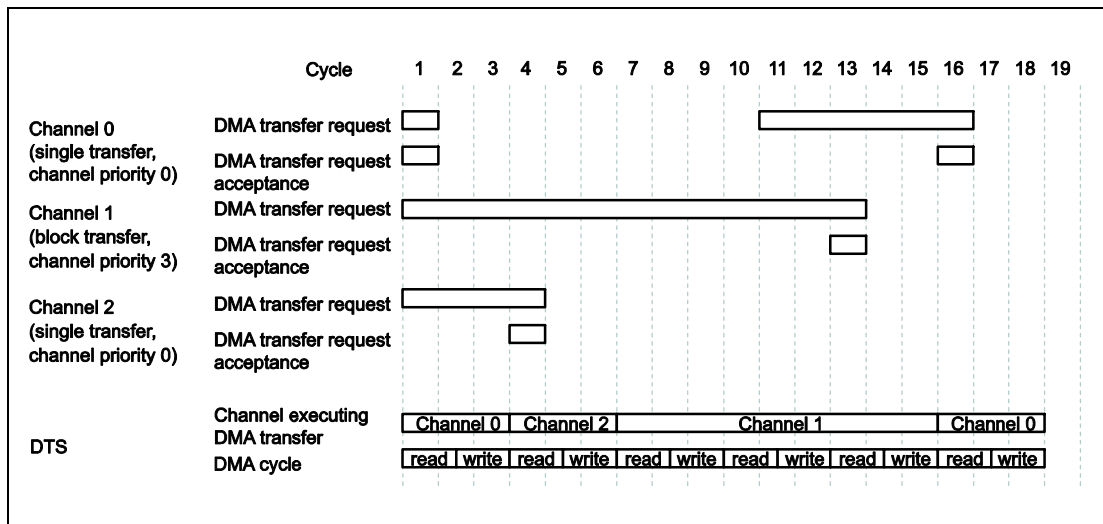 Cycle 1 2 3 4 5 6 7 8 9 10 11 12 13 14 15 16 17 18 19
Channel 0
(single transfer,
channel priority 0)
DMA transfer request
DMA transfer request
acceptance
Channel 1
(block transfer,
channel priority 3)
DMA transfer request
DMA transfer request
acceptance
Channel 2
(single transfer,
channel priority 0)
DMA transfer request
DMA transfer request
acceptance
DTS
Channel executing
DMA transfer
Channel 0 Channel 2 Channel 1 Channel 0
DMA cycle
read write read write read write read write read write read write